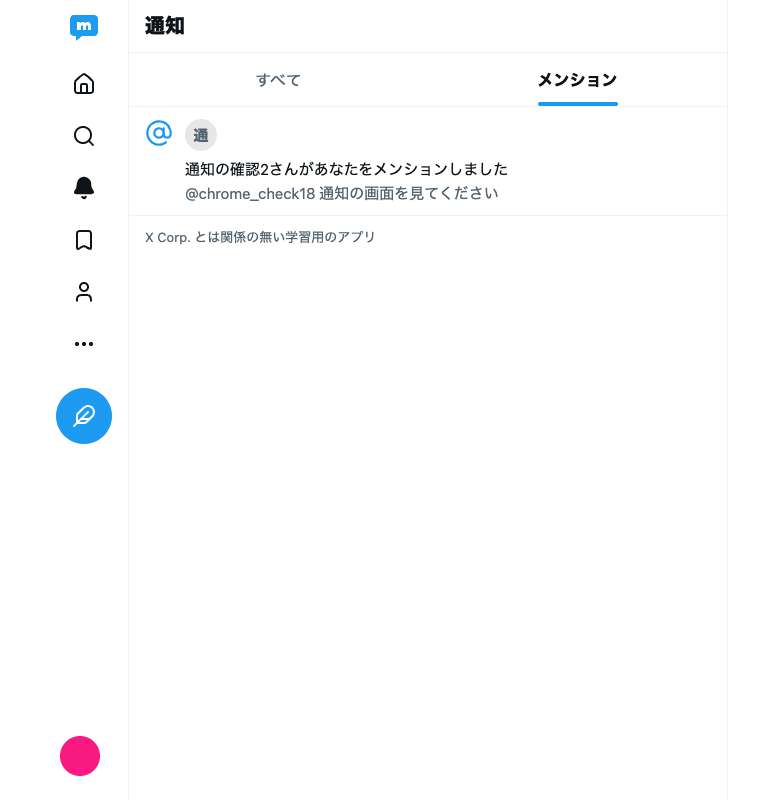 m
通知
すべて
メンション
通
通知の確認2さんがあなたをメンションしました
@chrome_check18 通知の画面を見てください
X Corp. とは関係の無い学習用のアプリ